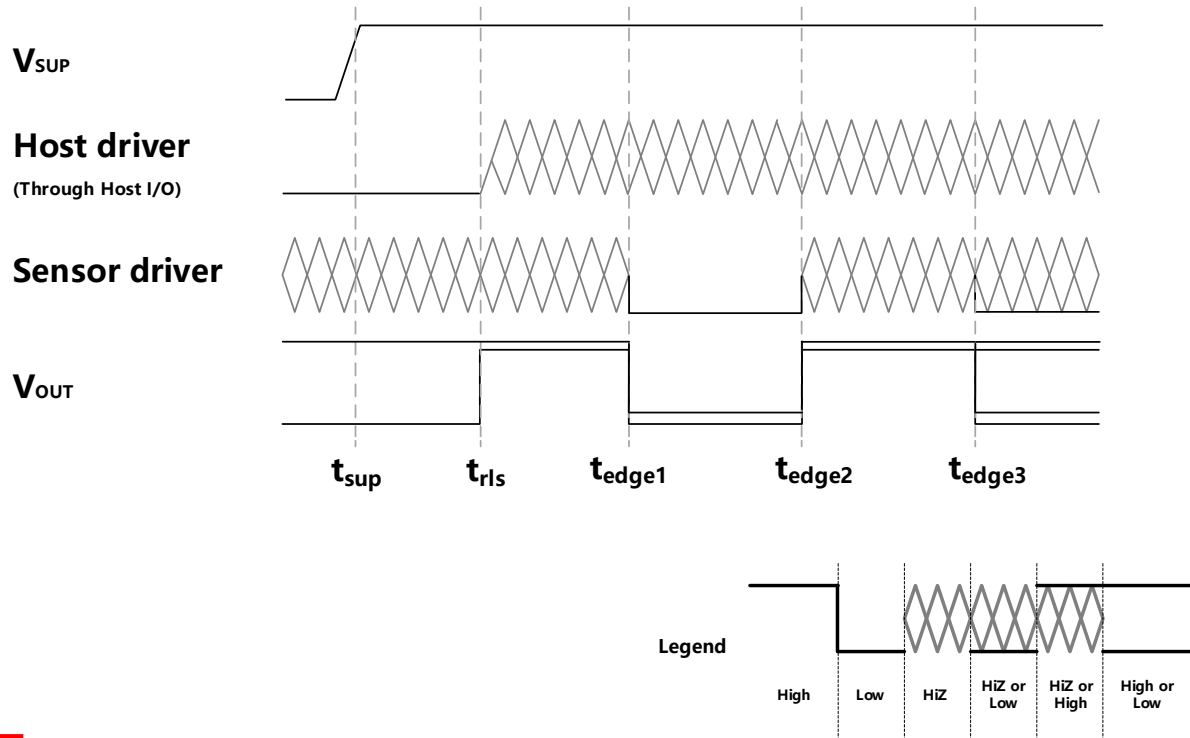 VSUP
Host driver
(Through Host I/O)
Sensor driver
VOUT
tsup trls tedge1 tedge2 tedge3
Legend
High Low HiZ HiZ or Low HiZ or High High or Low